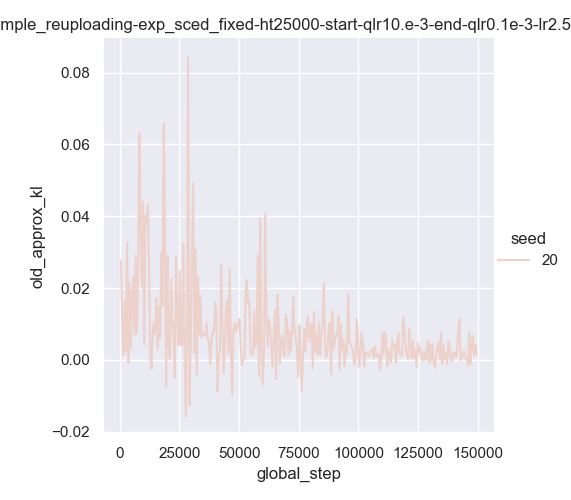 mple_reuploading-exp_sced_fixed-ht25000-start-qlr10.e-3-end-qlr0.1e-3-lr2.5
0.08
0.06
0.04
0.02
0.00
−0.02
old_approx_kl
0 25000 50000 75000 100000 125000 150000
global_step
seed
20